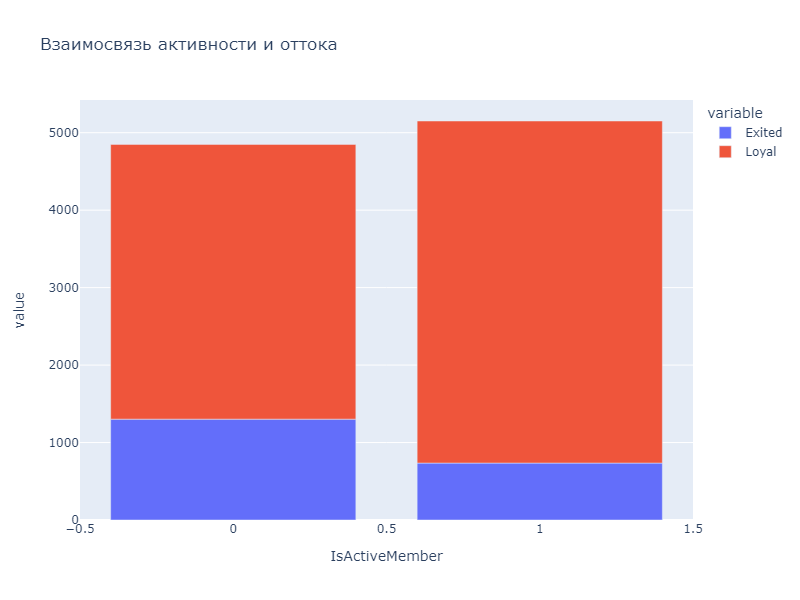 Взаимосвязь активности и оттока
variable
Exited
Loyal
value
5000
4000
3000
2000
1000
0
−0.5
0
0.5
1
1.5
IsActiveMember